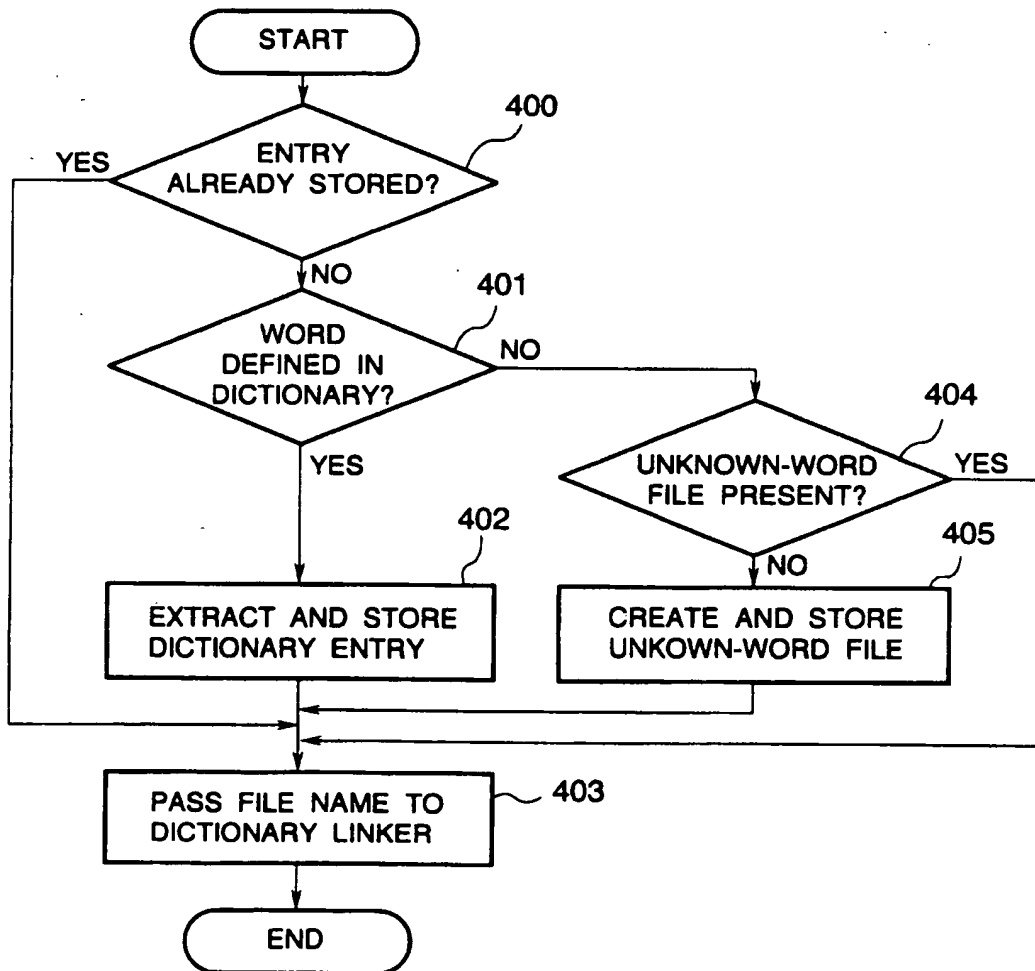 START
400
YES
ENTRY
ALREADY STORED?
NO
401
WORD
DEFINED IN
DICTIONARY?
NO
404
YES
UNKNOWN-WORD
FILE PRESENT?
YES
402
NO
405
EXTRACT AND STORE
DICTIONARY ENTRY
CREATE AND STORE
UNKOWN-WORD FILE
PASS FILE NAME TO
DICTIONARY LINKER
403
END